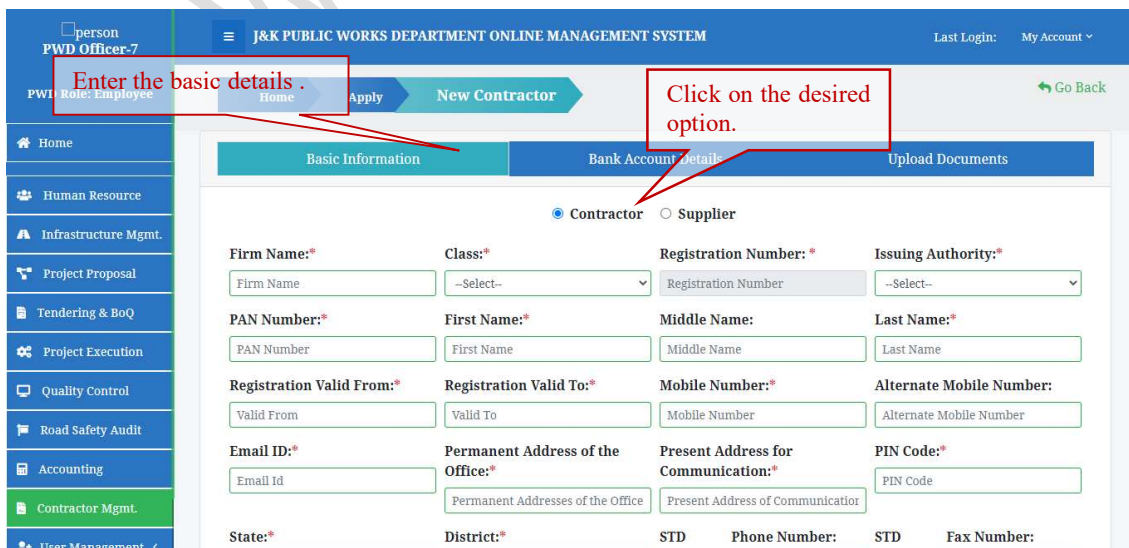 person
PWD Officer-7
PWD Role: Employee
Home
Human Resource
Infrastructure Mgmt.
Project Proposal
Tendering & BoQ
Project Execution
Quality Control
Road Safety Audit
Accounting
Contractor Mgmt.
User Management
J&K PUBLIC WORKS DEPARTMENT ONLINE MANAGEMENT SYSTEM
Last Login: My Account
Enter the basic details .
Home Apply New Contractor
Go Back
Click on the desired
option.
Basic Information Bank Account Details Upload Documents
Contractor Supplier
Firm Name:* Class:* Registration Number: * Issuing Authority:*
Firm Name --Select-- Registration Number --Select--
PAN Number:* First Name:* Middle Name: Last Name:*
PAN Number First Name Middle Name Last Name
Registration Valid From:* Registration Valid To:* Mobile Number:* Alternate Mobile Number:
Valid From Valid To Mobile Number Alternate Mobile Number
Email ID:* Permanent Address of the Present Address for PIN Code:*
Office:* Communication:*
Email Id PIN Code
Permanent Addresses of the Office Present Address of Communication
State:* District:* STD Phone Number: STD Fax Number: